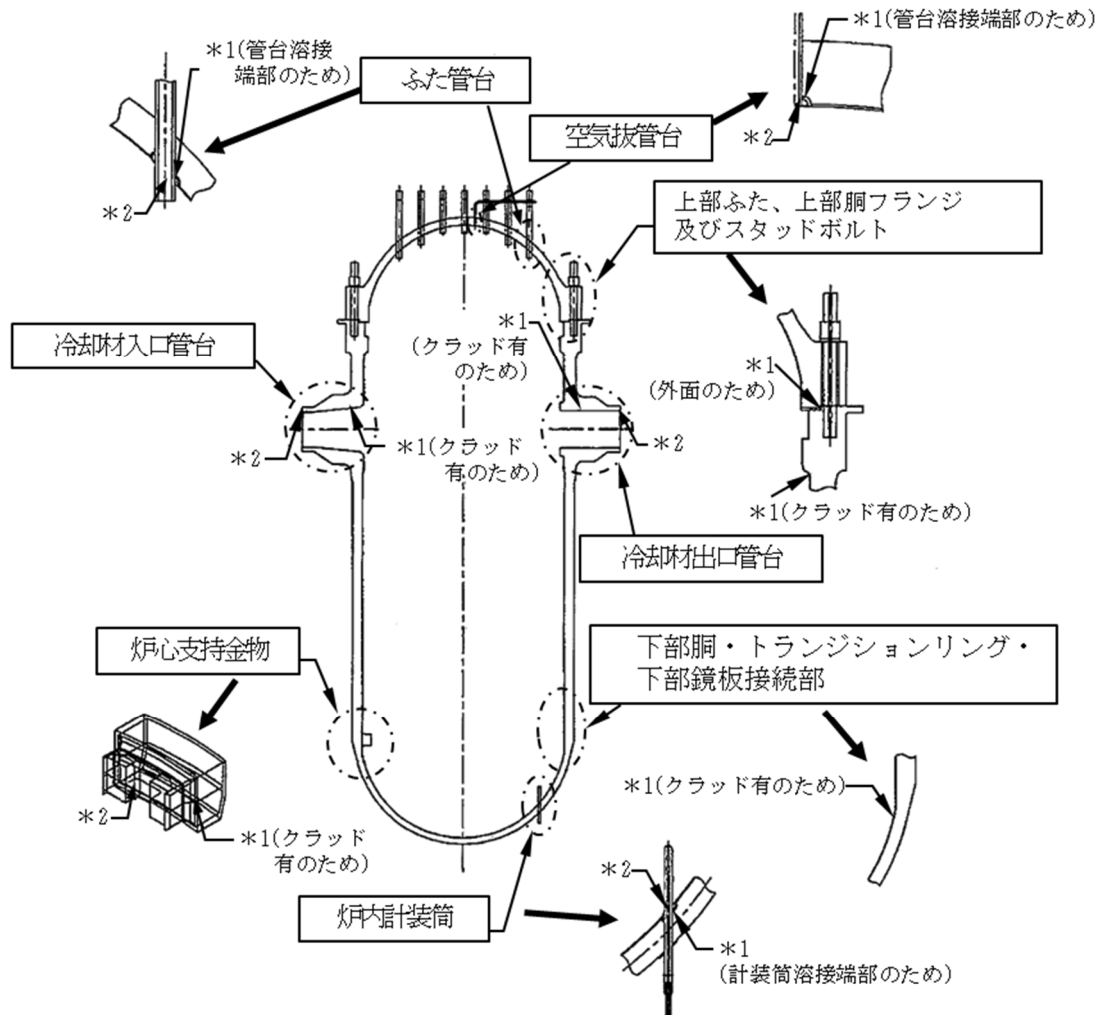 *1(管台溶接
端部のため)
ふた管台
*2
*1(管台溶接端部のため)
空気抜管台
*2
上部ふた、上部胴フランジ
及びスタッドボルト
冷却材入口管台
*1
(クラッド有
のため)
*1
(外面のため)
*2
*1(クラッド
有のため)
*2
*1(クラッド有のため)
冷却材出口管台
炉心支持金物
下部胴・トランジションリング・
下部鏡板接続部
*2
*1(クラッド
有のため)
*1(クラッド有のため)
炉内計装筒
*2
*1
(計装筒溶接端部のため)